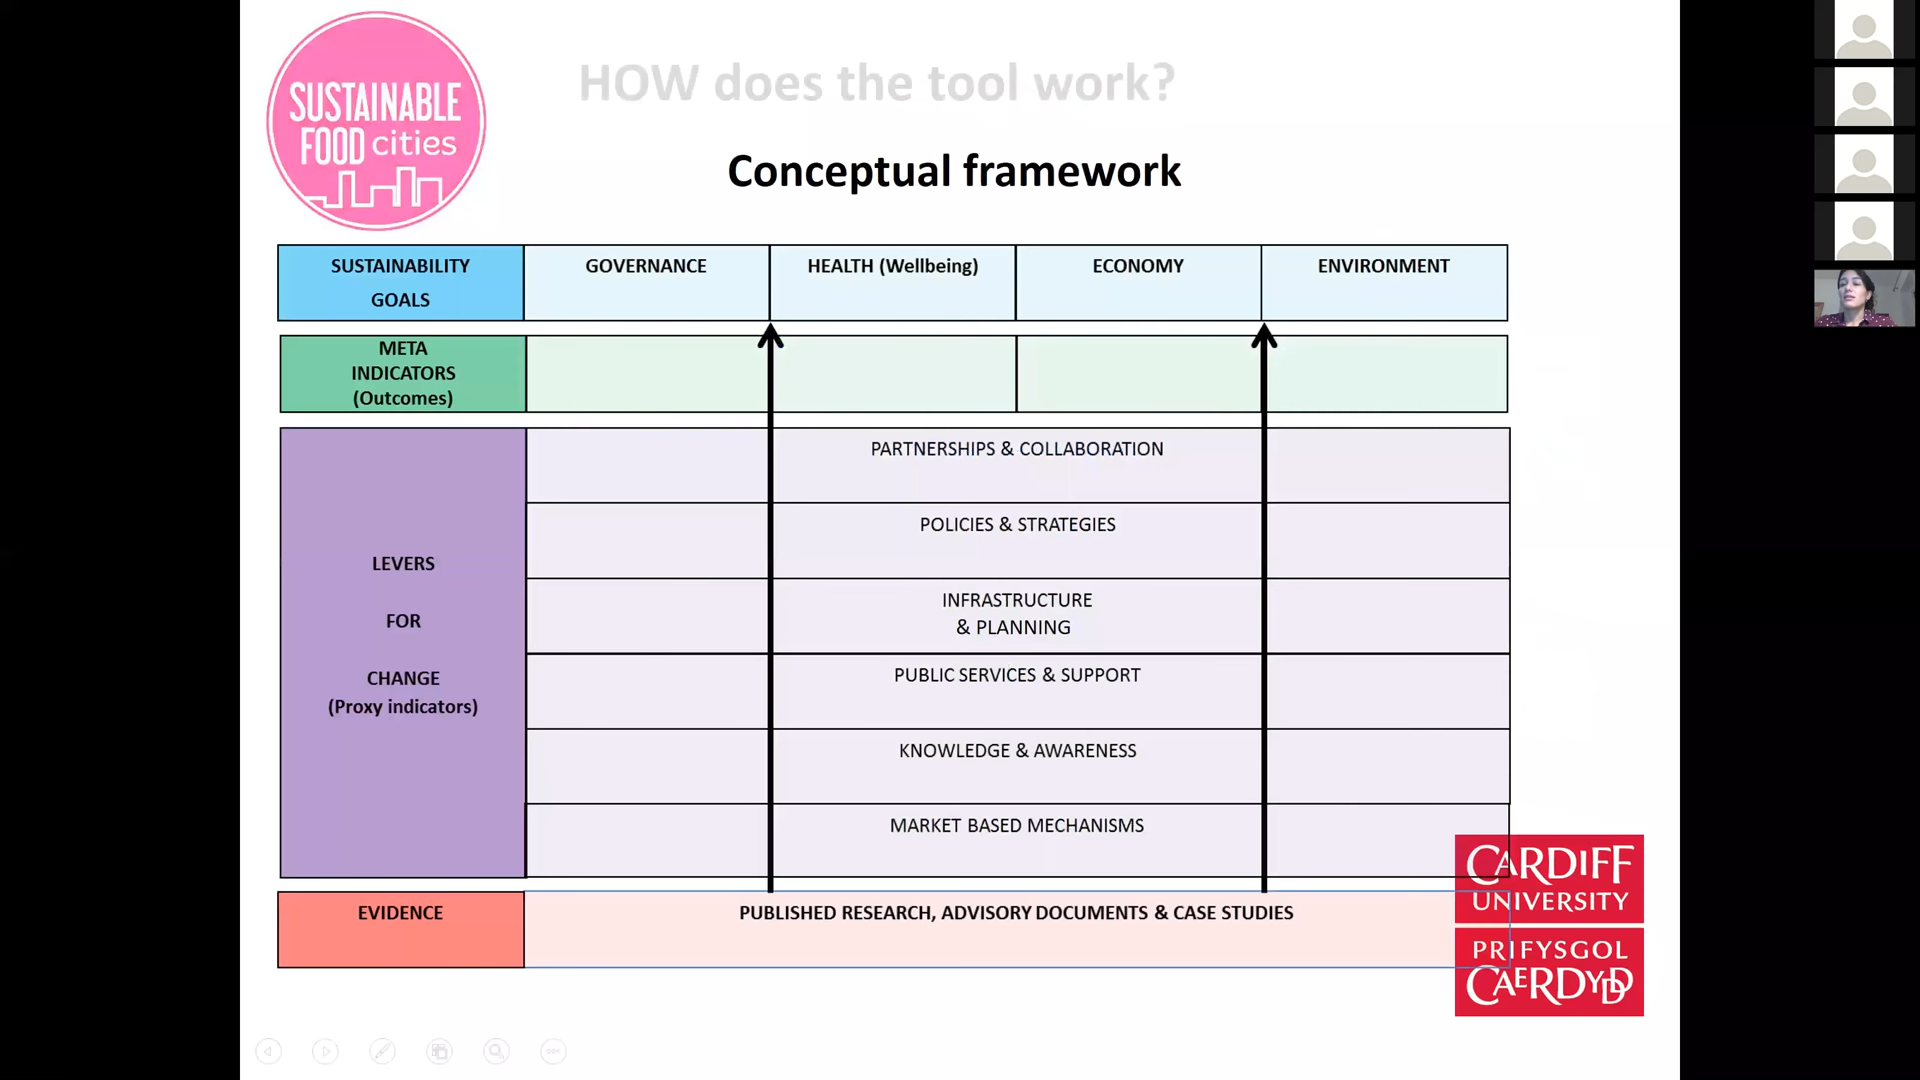 SUSTAINABLE
FOOD cities
HOW does the tool work?
Conceptual framework
SUSTAINABILITY
GOALS
GOVERNANCE
HEALTH (Wellbeing)
ECONOMY
ENVIRONMENT
META
INDICATORS
(Outcomes)
LEVERS
FOR
CHANGE
(Proxy indicators)
PARTNERSHIPS & COLLABORATION
POLICIES & STRATEGIES
INFRASTRUCTURE
& PLANNING
PUBLIC SERVICES & SUPPORT
KNOWLEDGE & AWARENESS
MARKET BASED MECHANISMS
EVIDENCE
PUBLISHED RESEARCH, ADVISORY DOCUMENTS & CASE STUDIES
CARDIFF
UNIVERSITY
PRIFYSGOL
CAERDYDD